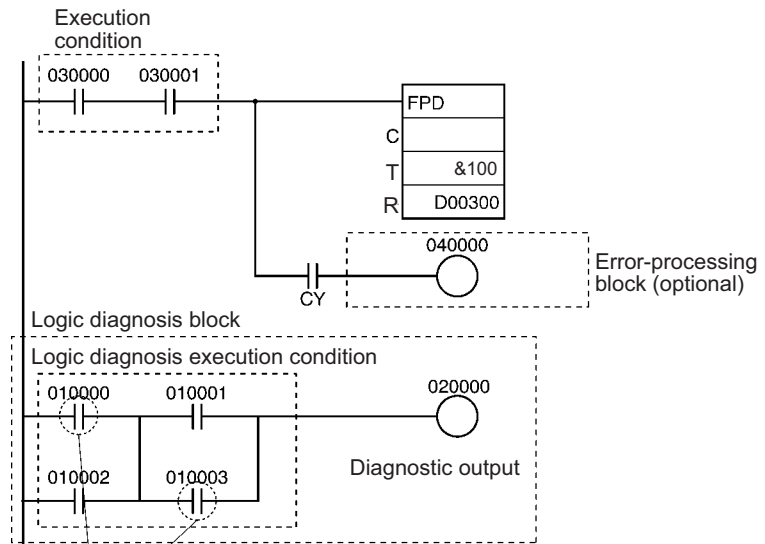 Execution
condition
030000 030001
FPD
C
T &100
R D00300
040000
CY
Error-processing
block (optional)
Logic diagnosis block
Logic diagnosis execution condition
010000 010001 020000
010002 010003 Diagnostic output